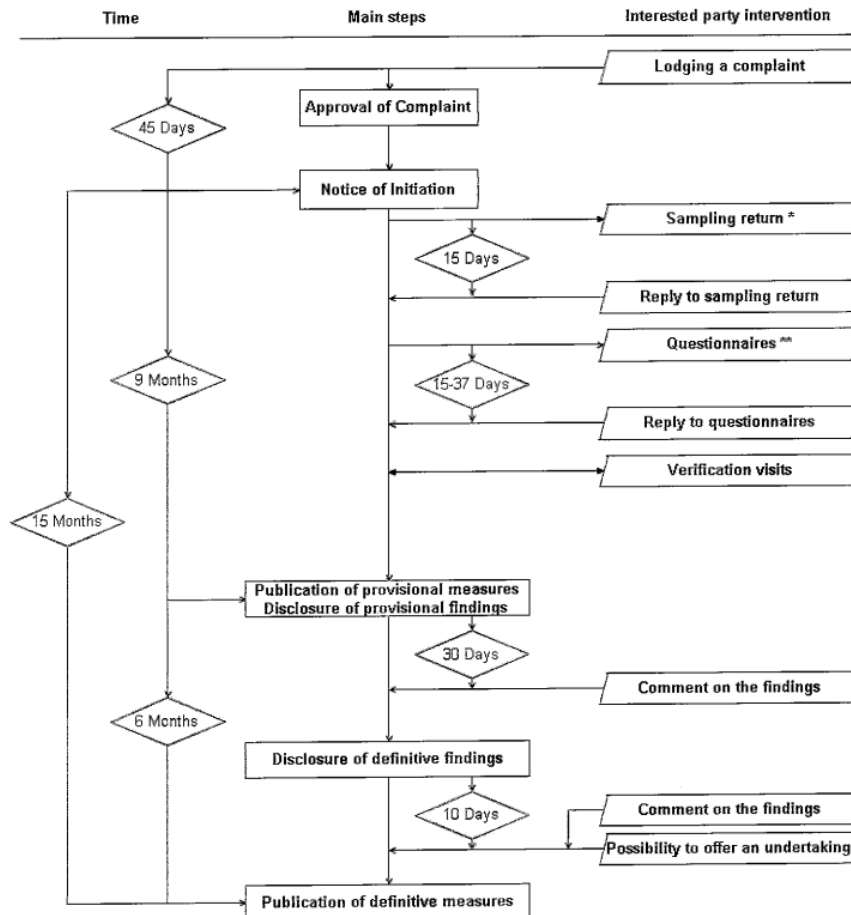 Time Main steps Interested party intervention
Lodging a complaint
Approval of Complaint
45 Days
Notice of Initiation
Sampling return *
15 Days
Reply to sampling return
Questionnaires **
9 Months
15-37 Days
Reply to questionnaires
Verification visits
15 Months
Publication of provisional measures
Disclosure of provisional findings
30 Days
Comment on the findings
6 Months
Disclosure of definitive findings
10 Days
Comment on the findings
Possibility to offer an undertaking
Publication of definitive measures